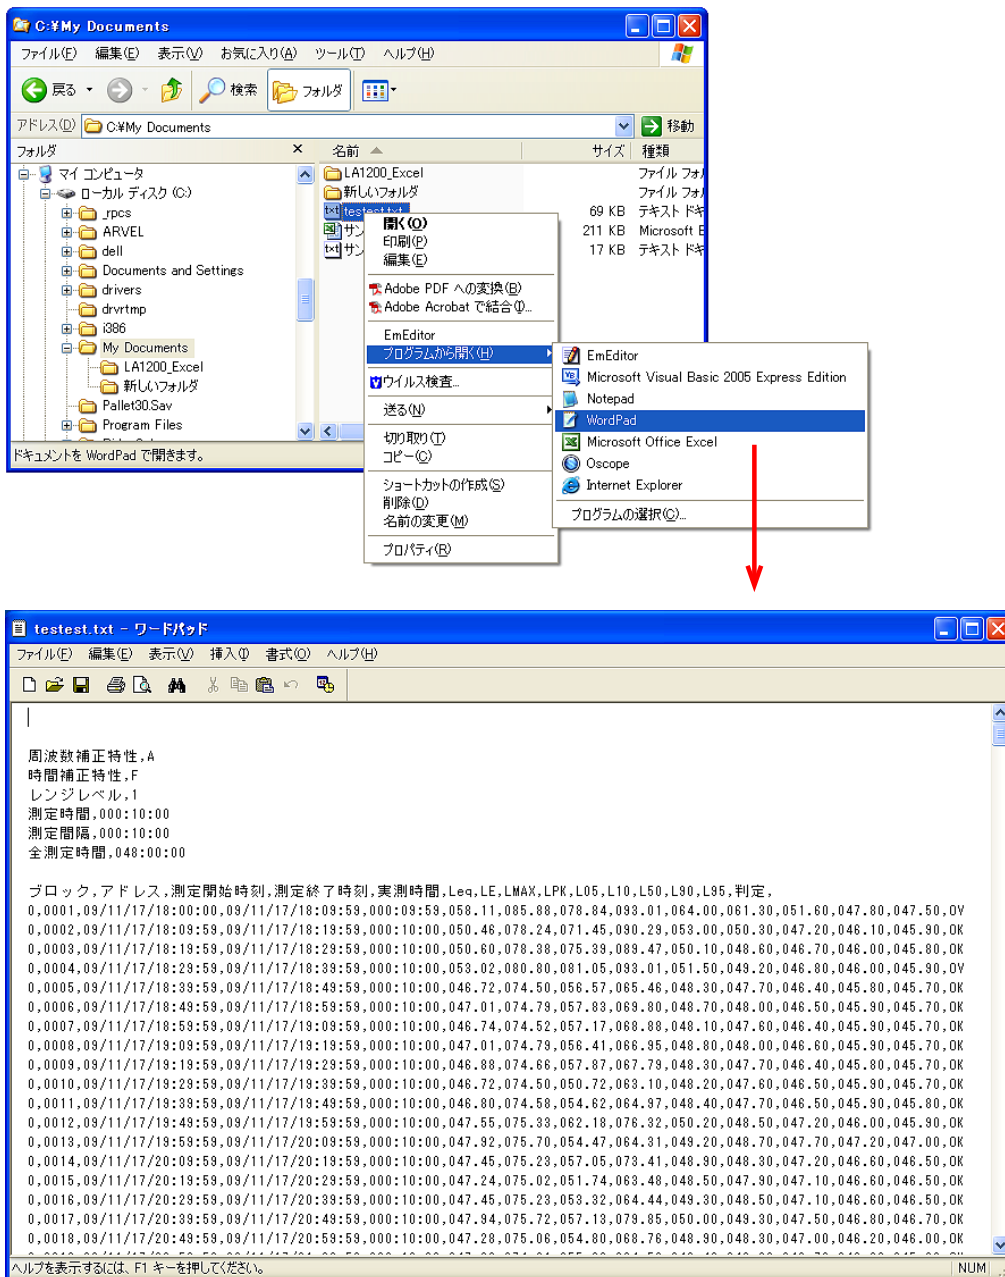 C:¥My Documents
ファイル(F) 編集(E) 表示(V) お気に入り(A) ツール(T) ヘルプ(H)
戻る 検索 フォルダ
アドレス(D) C:¥My Documents 移動
フォルダ × 名前 サイズ 種類
マイ コンピュータ
ローカル ディスク (C:)
_rpcs
ARVEL
dell
Documents and Settings
drivers
drvrtmp
i386
My Documents
LA1200_Excel
新しいフォルダ
Pallet30.Sav
Program Files
LA1200_Excel ファイル フォ
新しいフォルダ ファイル フォ
testest.txt 69 KB テキスト ドキ
サン 211 KB Microsoft E
サン 17 KB テキスト ドキ
開く(O)
印刷(P)
編集(E)
Adobe PDF への変換(B)
Adobe Acrobat で結合(I)...
EmEditor
プログラムから開く(H)
ウイルス検査...
送る(N)
切り取り(T)
コピー(C)
ショートカットの作成(S)
削除(D)
名前の変更(M)
プロパティ(R)
EmEditor
Microsoft Visual Basic 2005 Express Edition
Notepad
WordPad
Microsoft Office Excel
Oscope
Internet Explorer
プログラムの選択(C)...
ドキュメントを WordPad で開きます。
testest.txt - ワードパッド
ファイル(F) 編集(E) 表示(V) 挿入(I) 書式(O) ヘルプ(H)
周波数補正特性,A
時間補正特性,F
レンジレベル,1
測定時間,000:10:00
測定間隔,000:10:00
全測定時間,048:00:00
ブロック,アドレス,測定開始時刻,測定終了時刻,実測時間,Leq,LE,LMAX,LPK,L05,L10,L50,L90,L95,判定,
0,0001,09/11/17/18:00:00,09/11/17/18:09:59,000:09:59,058.11,085.88,078.84,093.01,064.00,061.30,051.60,047.80,047.50,OV
0,0002,09/11/17/18:09:59,09/11/17/18:19:59,000:10:00,050.46,078.24,071.45,090.29,053.00,050.30,047.20,046.10,045.90,OK
0,0003,09/11/17/18:19:59,09/11/17/18:29:59,000:10:00,050.60,078.38,075.39,089.47,050.10,048.60,046.70,046.00,045.80,OK
0,0004,09/11/17/18:29:59,09/11/17/18:39:59,000:10:00,053.02,080.80,081.05,093.01,051.50,049.20,046.80,046.00,045.90,OV
0,0005,09/11/17/18:39:59,09/11/17/18:49:59,000:10:00,046.72,074.50,056.57,065.46,048.30,047.70,046.40,045.80,045.70,OK
0,0006,09/11/17/18:49:59,09/11/17/18:59:59,000:10:00,047.01,074.79,057.83,069.80,048.70,048.00,046.50,045.90,045.70,OK
0,0007,09/11/17/18:59:59,09/11/17/19:09:59,000:10:00,046.74,074.52,057.17,068.88,048.10,047.60,046.40,045.90,045.70,OK
0,0008,09/11/17/19:09:59,09/11/17/19:19:59,000:10:00,047.01,074.79,056.41,066.95,048.80,048.00,046.60,045.90,045.70,OK
0,0009,09/11/17/19:19:59,09/11/17/19:29:59,000:10:00,046.88,074.66,057.87,067.79,048.30,047.70,046.40,045.80,045.70,OK
0,0010,09/11/17/19:29:59,09/11/17/19:39:59,000:10:00,046.72,074.50,050.72,063.10,048.20,047.60,046.50,045.90,045.70,OK
0,0011,09/11/17/19:39:59,09/11/17/19:49:59,000:10:00,046.80,074.58,054.62,064.97,048.40,047.70,046.50,045.90,045.80,OK
0,0012,09/11/17/19:49:59,09/11/17/19:59:59,000:10:00,047.55,075.33,062.18,076.32,050.20,048.50,047.20,046.00,045.90,OK
0,0013,09/11/17/19:59:59,09/11/17/20:09:59,000:10:00,047.92,075.70,054.47,064.31,049.20,048.70,047.70,047.20,047.00,OK
0,0014,09/11/17/20:09:59,09/11/17/20:19:59,000:10:00,047.45,075.23,057.05,073.41,048.90,048.30,047.20,046.60,046.50,OK
0,0015,09/11/17/20:19:59,09/11/17/20:29:59,000:10:00,047.24,075.02,051.74,063.48,048.50,047.90,047.10,046.60,046.50,OK
0,0016,09/11/17/20:29:59,09/11/17/20:39:59,000:10:00,047.45,075.23,053.32,064.44,049.30,048.50,047.10,046.60,046.50,OK
0,0017,09/11/17/20:39:59,09/11/17/20:49:59,000:10:00,047.94,075.72,057.13,079.85,050.00,049.30,047.50,046.80,046.70,OK
0,0018,09/11/17/20:49:59,09/11/17/20:59:59,000:10:00,047.28,075.06,054.80,068.76,048.90,048.30,047.00,046.20,046.00,OK
ヘルプを表示するには、F1 キーを押してください。 NUM